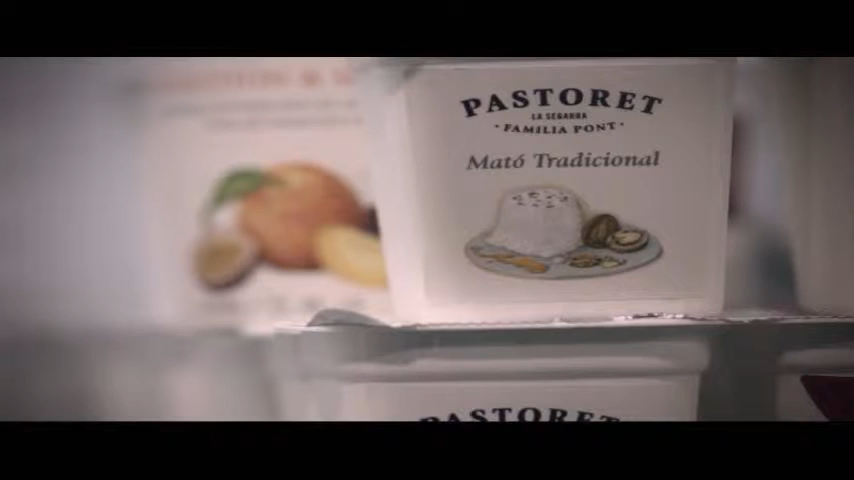 PASTORET
LA SEGARRA
· FAMILIA PONT ·
Mató Tradicional
PASTORET